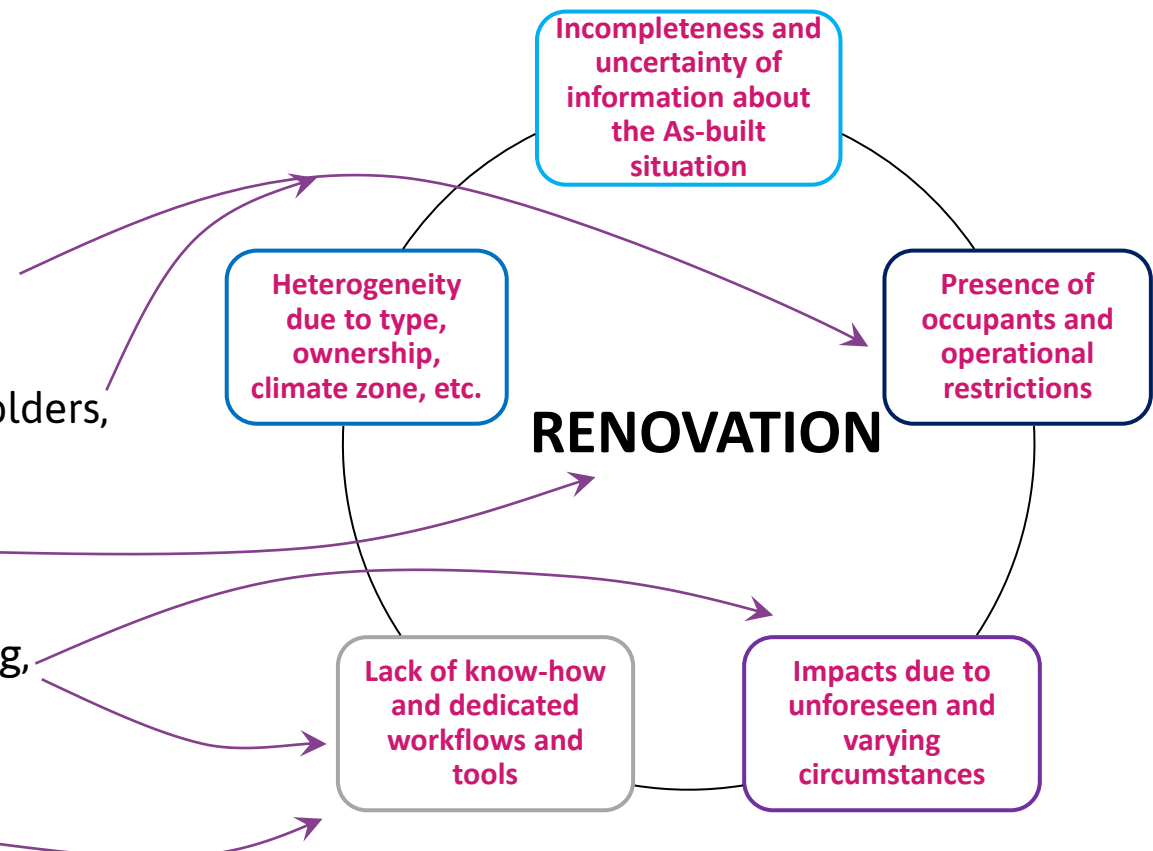 Incompleteness and
uncertainty of
information about
the As-built
situation
Heterogeneity
due to type,
ownership,
climate zone, etc.
Presence of
occupants and
operational
restrictions
olders,
RENOVATION
g,
Lack of know-how
and dedicated
workflows and
tools
Impacts due to
unforeseen and
varying
circumstances